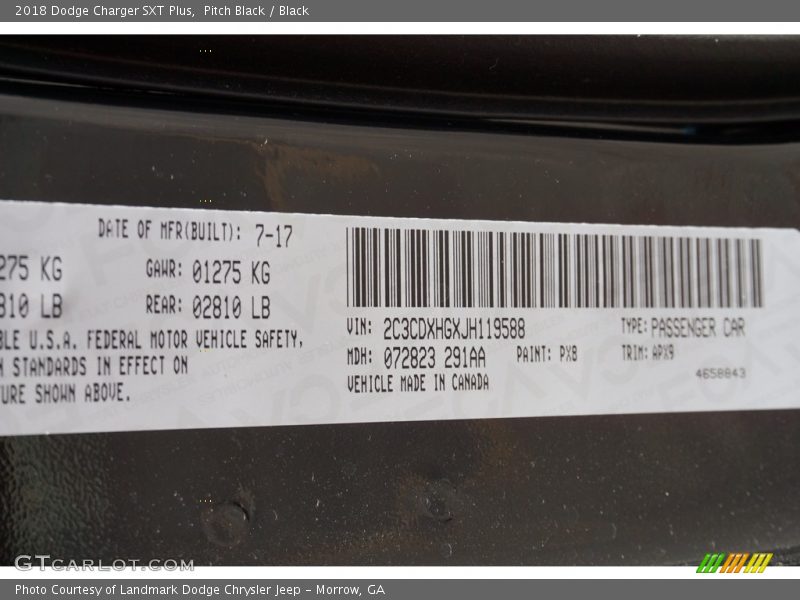 2018 Dodge Charger SXT Plus, Pitch Black / Black
DATE OF MFR(BUILT): 7-17
275 KG GAWR: 01275 KG
810 LB REAR: 02810 LB
BLE U.S.A. FEDERAL MOTOR VEHICLE SAFETY,
N STANDARDS IN EFFECT ON
TURE SHOWN ABOVE.
VIN: 2C3CDXHGXJH119588 TYPE: PASSENGER CAR
MDH: 072823 291AA PAINT: PX8 TRIM: APX9
VEHICLE MADE IN CANADA
4658843
GTCARLOT.COM
Photo Courtesy of Landmark Dodge Chrysler Jeep – Morrow, GA